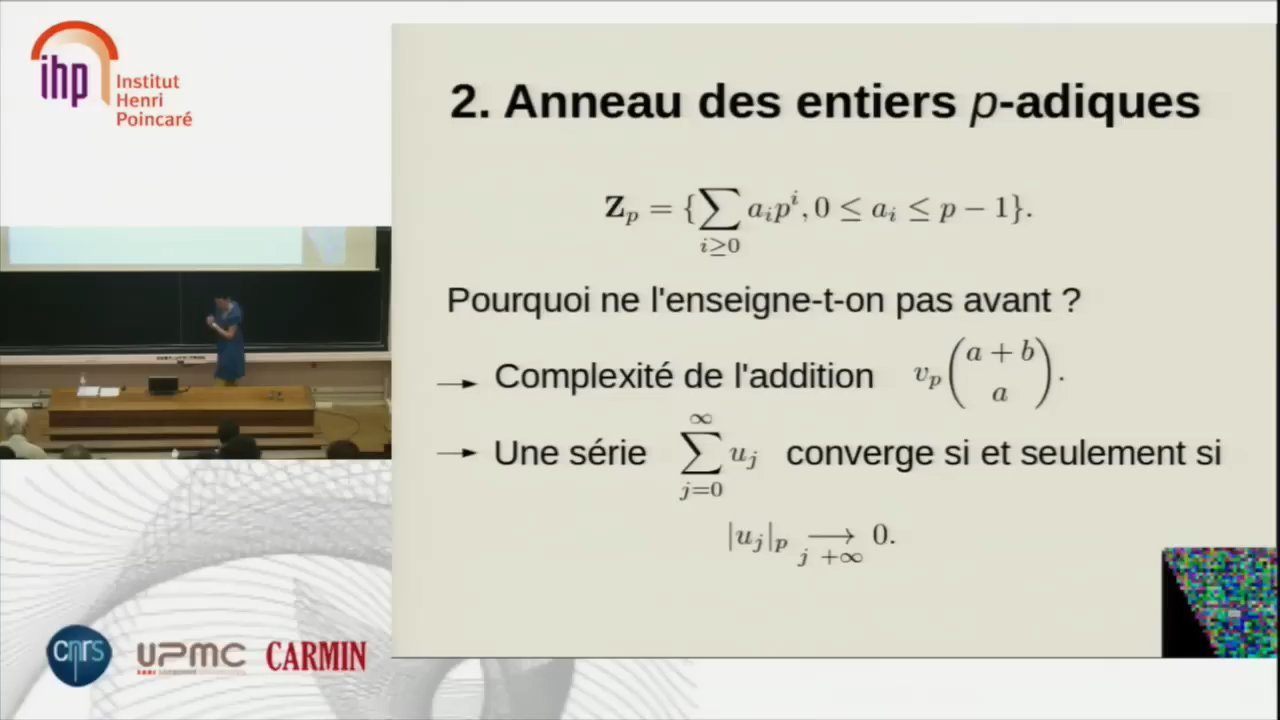 ihp
Institut
Henri
Poincaré
2. Anneau des entiers p-adiques
Z_p = {∑_{i≥0} a_i p^i, 0 ≤ a_i ≤ p − 1}.
Pourquoi ne l'enseigne-t-on pas avant ?
→ Complexité de l'addition v_p(a + b
a).
→ Une série ∑_{j=0}^{∞} u_j converge si et seulement si
|u_j|_p ⟶_{j +∞} 0.
cnrs
UPMC
CARMIN